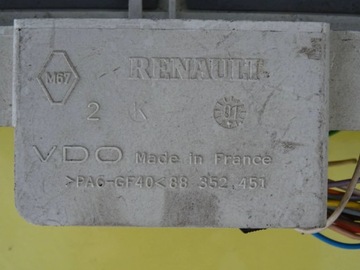 M67
RENAULT
2 K
01
VDO Made in France
>PA6-GF40< 88 352,451